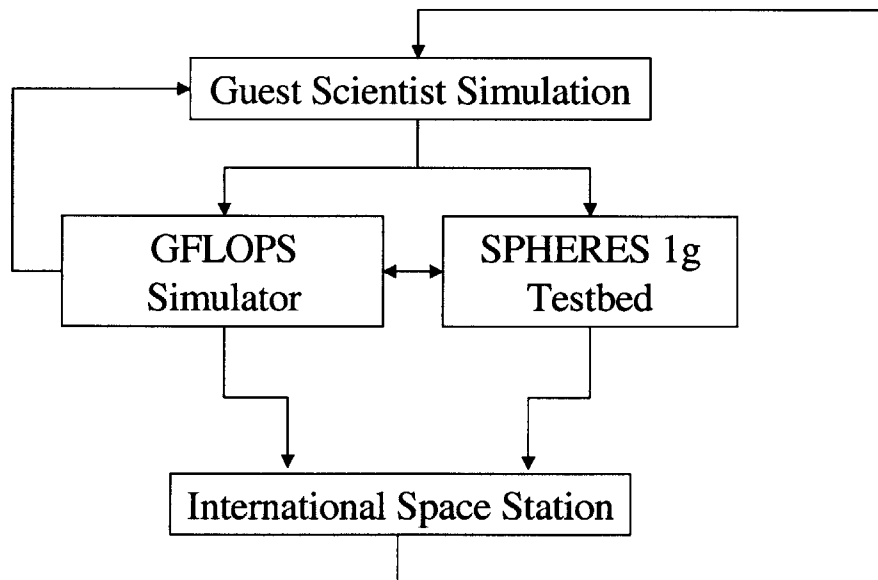 Guest Scientist Simulation
GFLOPS
Simulator
SPHERES 1g
Testbed
International Space Station